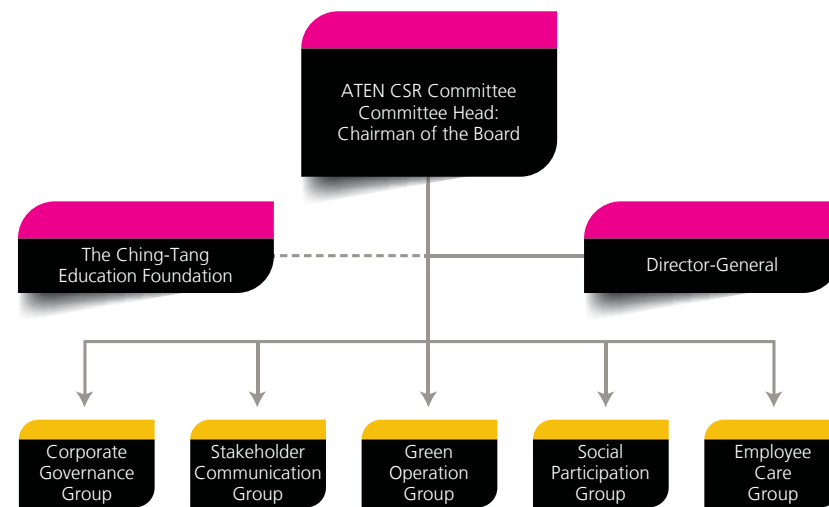 ATEN CSR Committee
Committee Head:
Chairman of the Board
The Ching-Tang
Education Foundation
Director-General
Corporate
Governance
Group
Stakeholder
Communication
Group
Green
Operation
Group
Social
Participation
Group
Employee
Care
Group